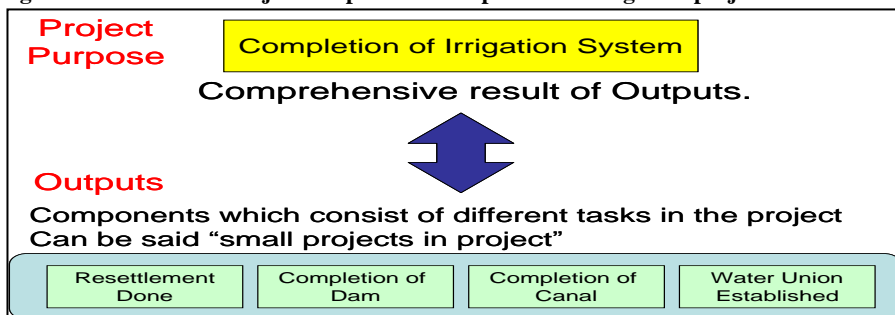 Project
Purpose
Completion of Irrigation System
Comprehensive result of Outputs.
Outputs
Components which consist of different tasks in the project
Can be said “small projects in project”
Resettlement
Done
Completion of
Dam
Completion of
Canal
Water Union
Established